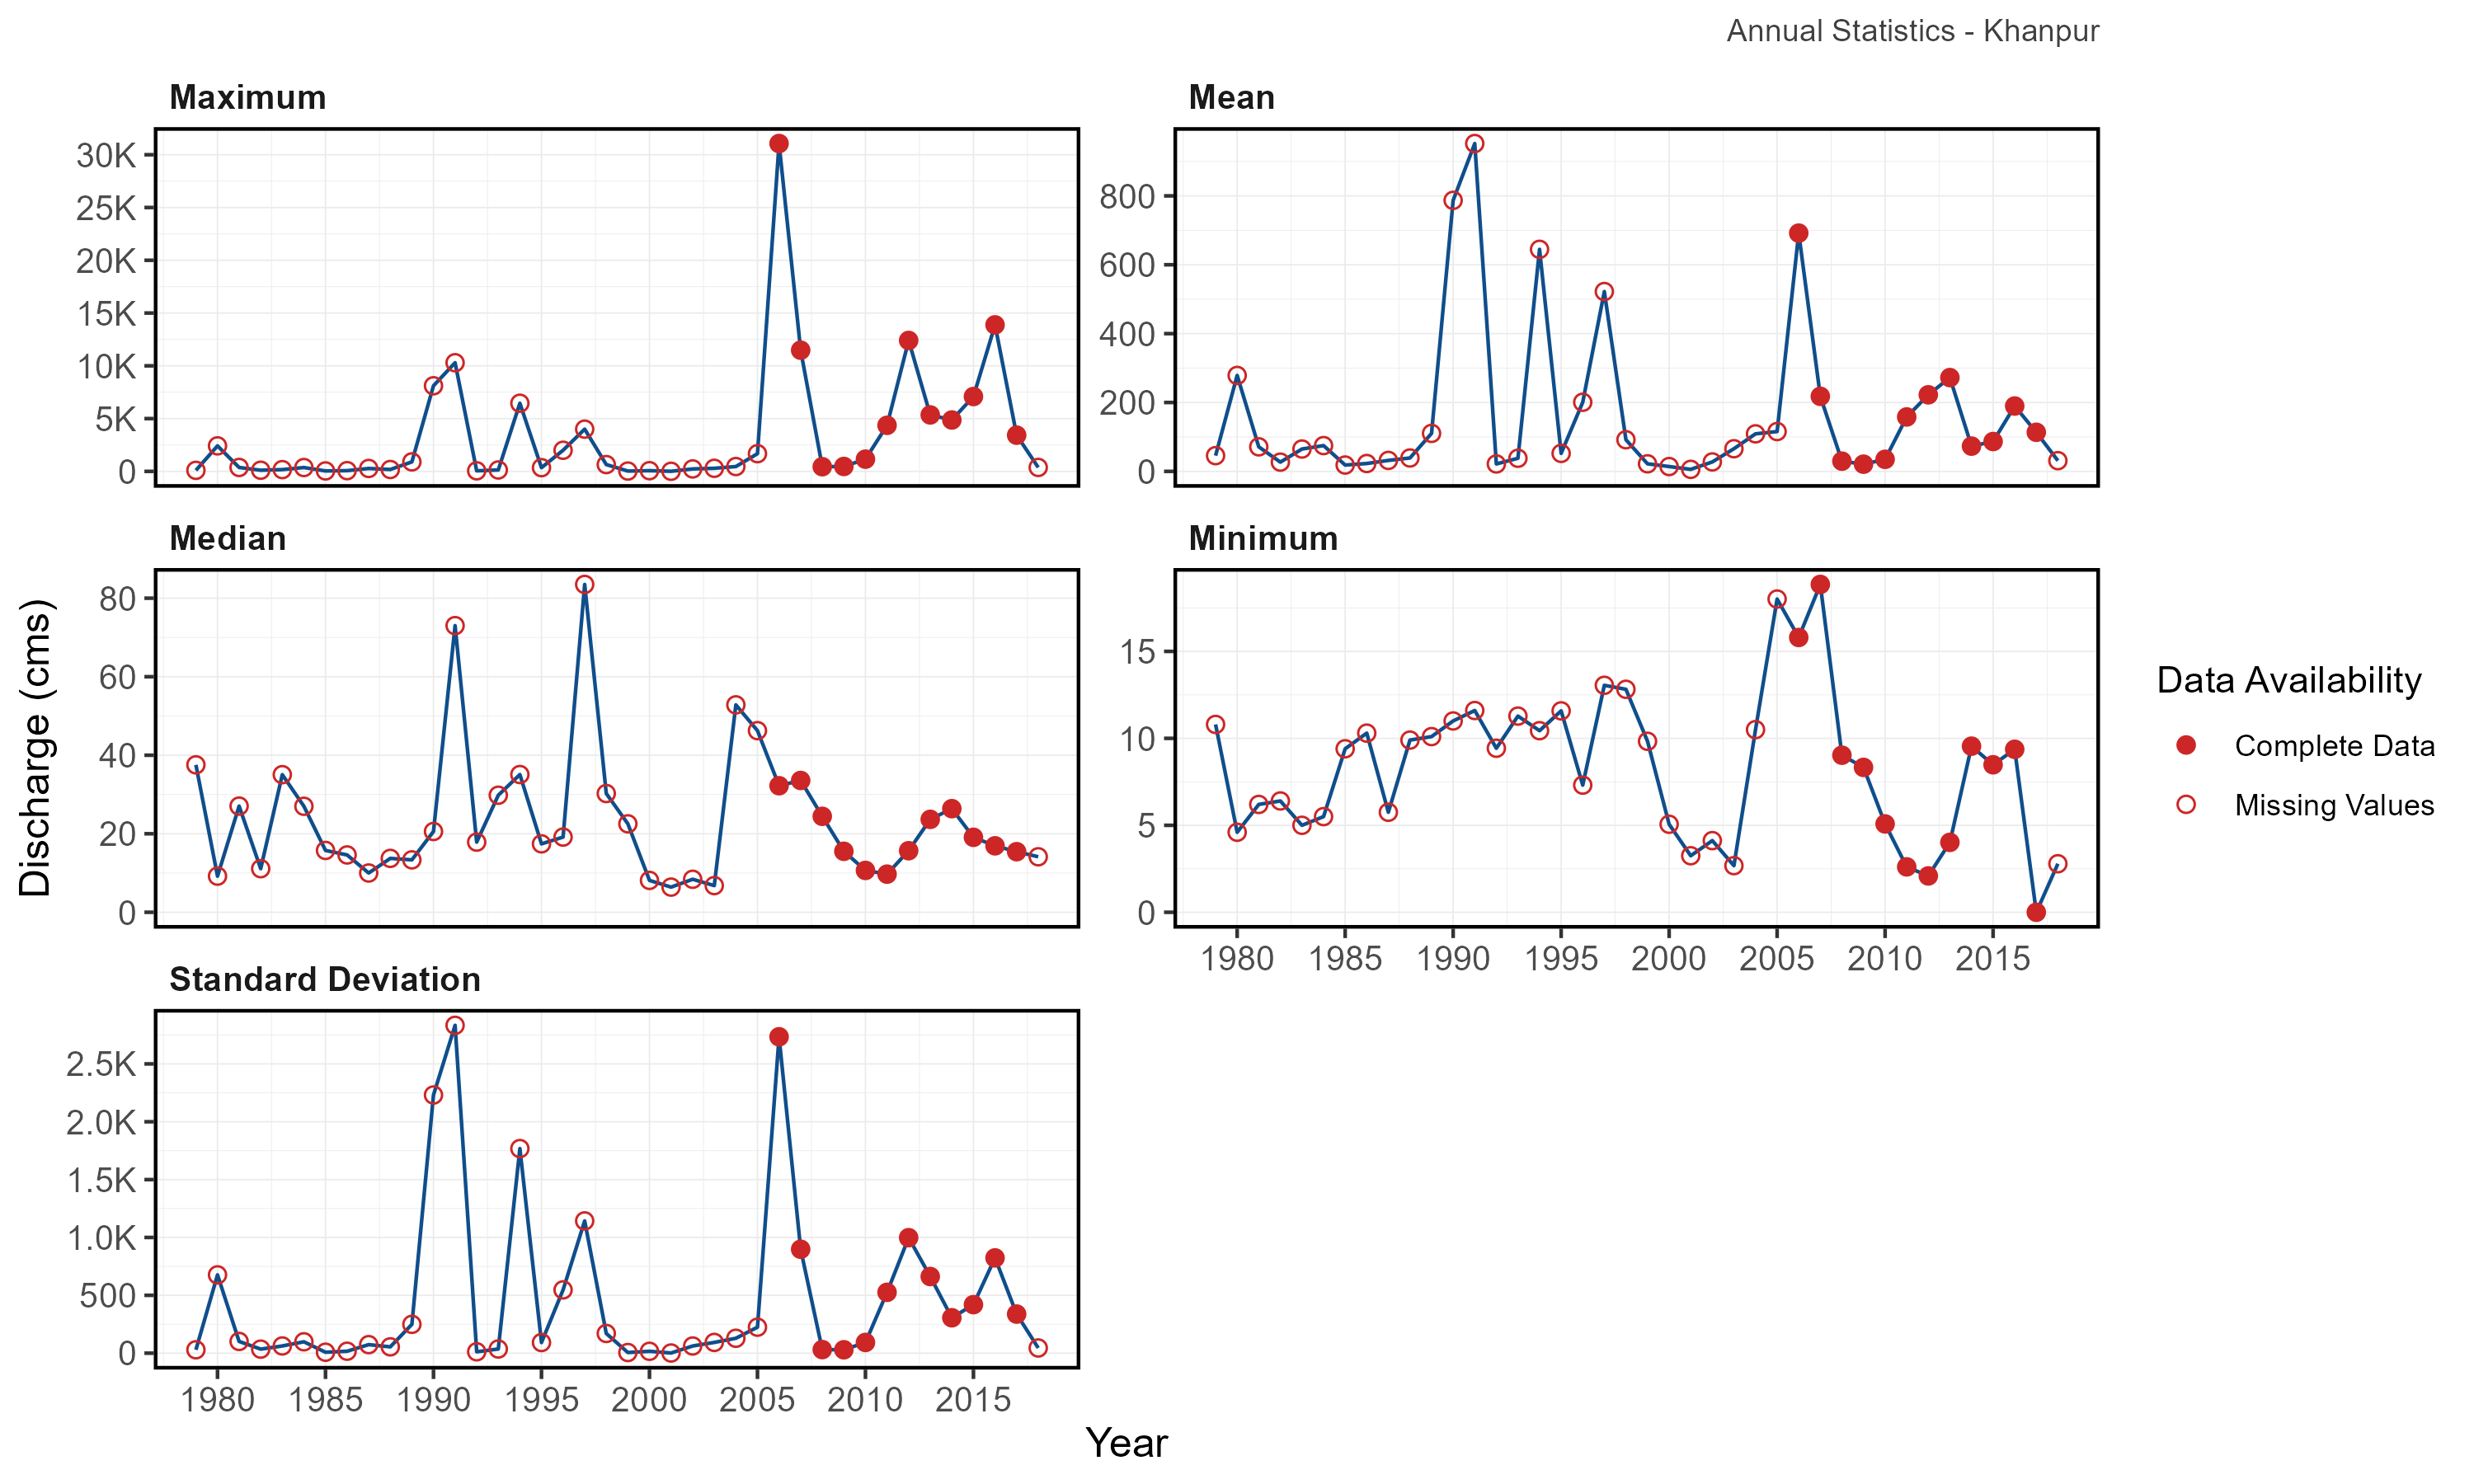 Annual Statistics - Khanpur
Maximum
30K
25K
20K
15K
10K
5K
0
Mean
800
600
400
200
0
Discharge (cms)
Median
80
60
40
20
0
Minimum
15
10
5
0
1980 1985 1990 1995 2000 2005 2010 2015
Data Availability
Complete Data
Missing Values
Standard Deviation
2.5K
2.0K
1.5K
1.0K
500
0
1980 1985 1990 1995 2000 2005 2010 2015
Year